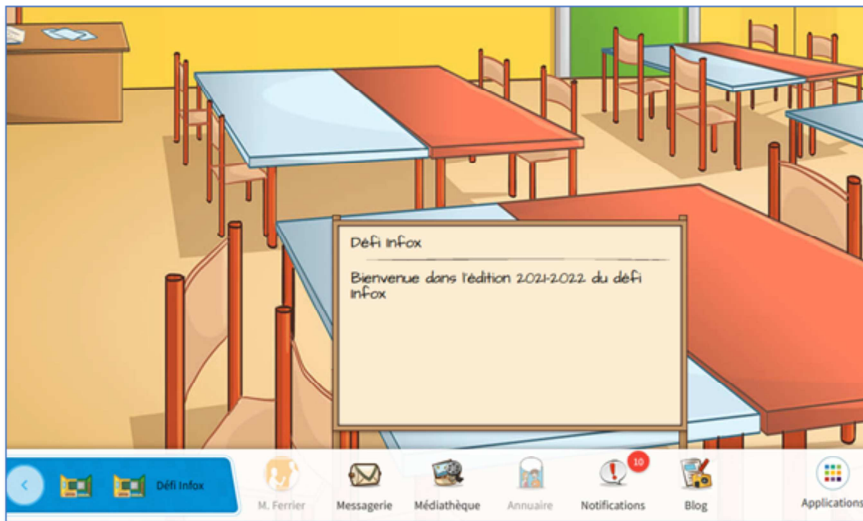 Défi Infox
Bienvenue dans l'édition 2021-2022 du défi
Infox
Défi Infox
M. Ferrier
Messagerie
Médiathèque
Annuaire
10
Notifications
Blog
Applications